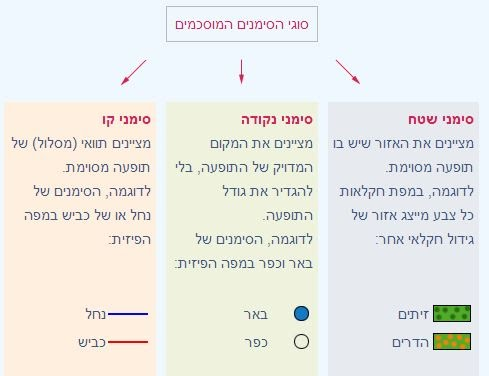 סוגי הסימנים המוסכמים
סימני שטח
מציינים את האזור שיש בו
תופעה מסוימת.
לדוגמה, במפת חקלאות
כל צבע מייצג אזור של
גידול חקלאי אחר:
זיתים
הדרים
סימני נקודה
מציינים את המקום
המדויק של התופעה, בלי
להגדיר את גודל
התופעה.
לדוגמה, הסימנים של
באר וכפר במפה הפיזית:
באר
כפר
סימני קו
מציינים תוואי (מסלול) של
תופעה מסוימת.
לדוגמה, הסימנים של
נחל או של כביש במפה
הפיזית:
נחל
כביש